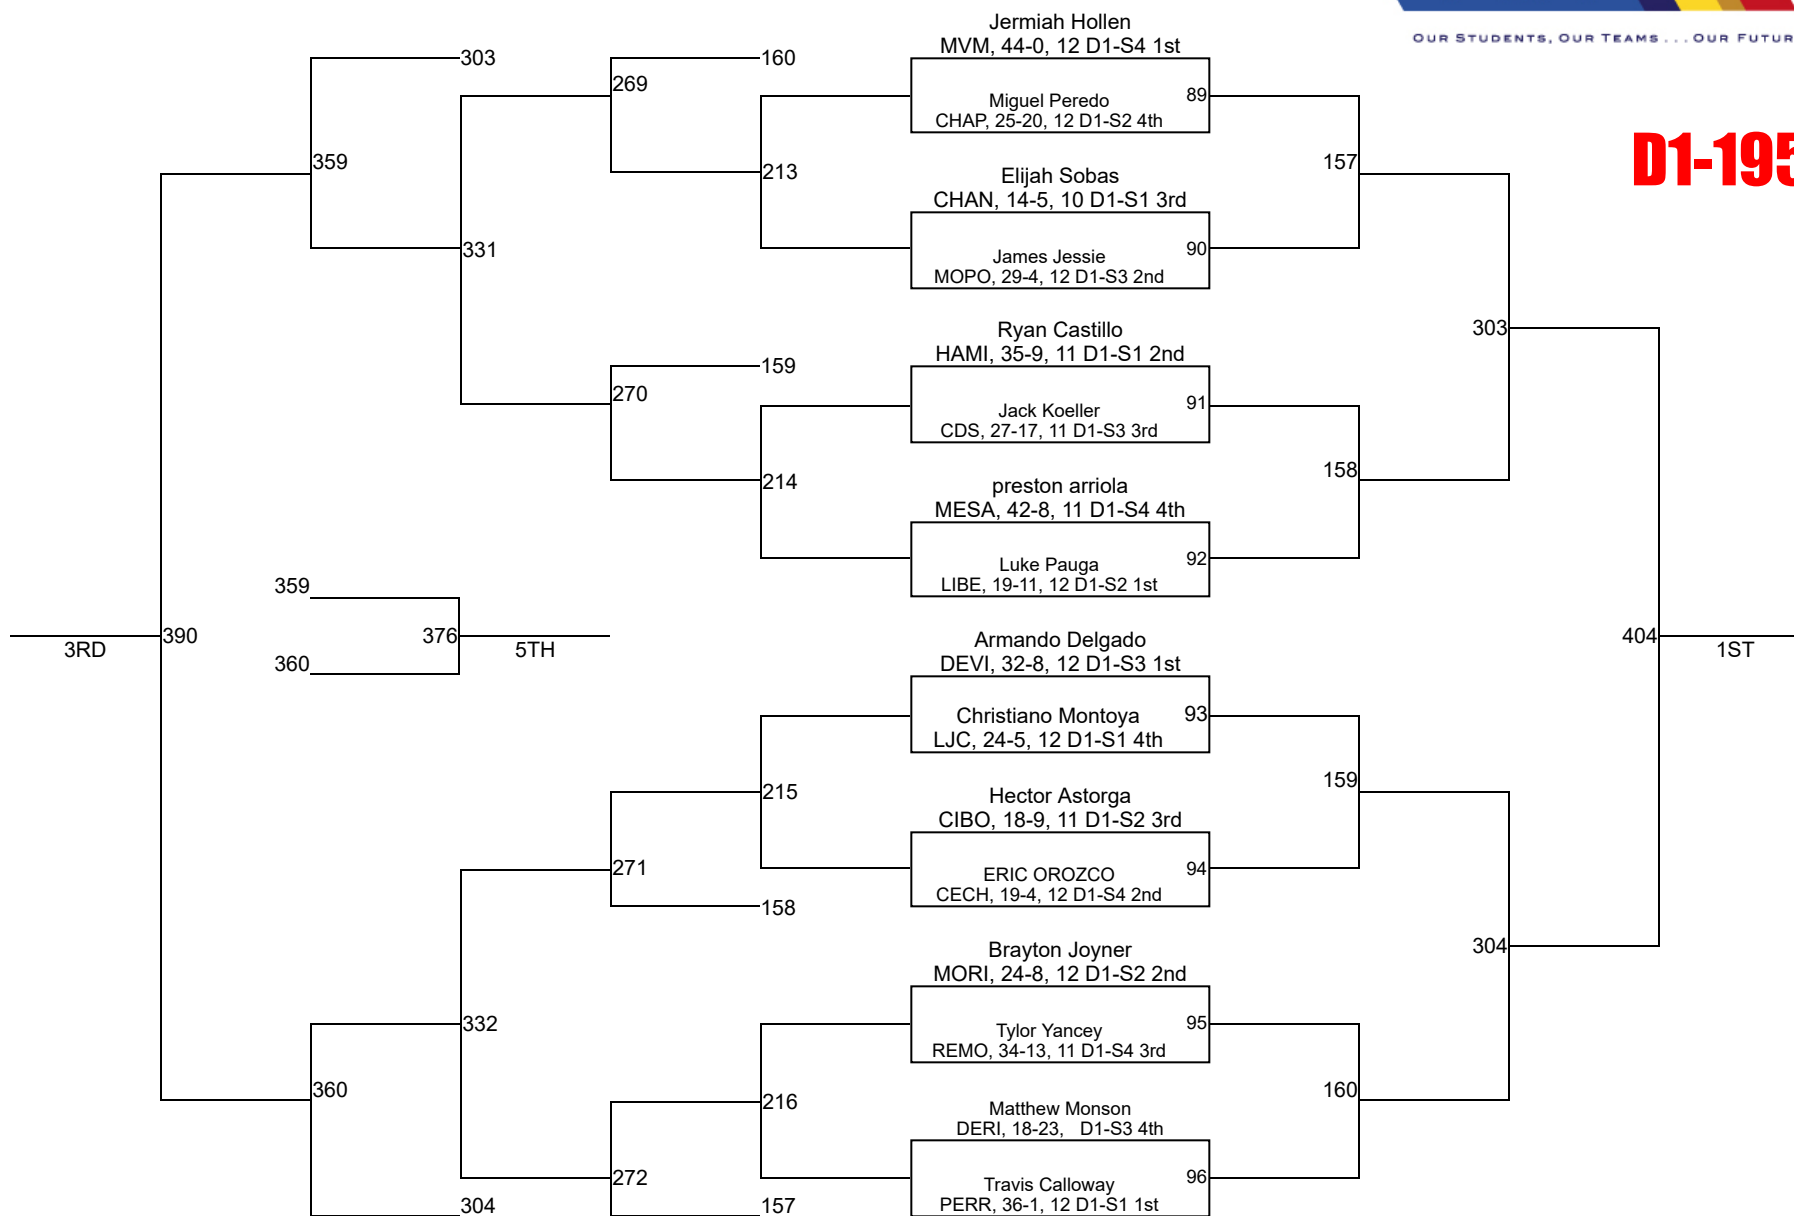 OUR STUDENTS, OUR TEAMS . . . OUR FUTUR
D1-195
Jermiah Hollen
MVM, 44-0, 12 D1-S4 1st
Miguel Peredo
CHAP, 25-20, 12 D1-S2 4th
89
Elijah Sobas
CHAN, 14-5, 10 D1-S1 3rd
James Jessie
MOPO, 29-4, 12 D1-S3 2nd
90
Ryan Castillo
HAMI, 35-9, 11 D1-S1 2nd
Jack Koeller
CDS, 27-17, 11 D1-S3 3rd
91
preston arriola
MESA, 42-8, 11 D1-S4 4th
Luke Pauga
LIBE, 19-11, 12 D1-S2 1st
92
Armando Delgado
DEVI, 32-8, 12 D1-S3 1st
Christiano Montoya
LJC, 24-5, 12 D1-S1 4th
93
Hector Astorga
CIBO, 18-9, 11 D1-S2 3rd
ERIC OROZCO
CECH, 19-4, 12 D1-S4 2nd
94
Brayton Joyner
MORI, 24-8, 12 D1-S2 2nd
Tylor Yancey
REMO, 34-13, 11 D1-S4 3rd
95
Matthew Monson
DERI, 18-23, D1-S3 4th
Travis Calloway
PERR, 36-1, 12 D1-S1 1st
96
157
158
159
160
303
304
404
1ST
160
213
159
214
215
158
216
157
269
270
271
272
303
331
332
304
359
360
359
376
360
5TH
390
3RD